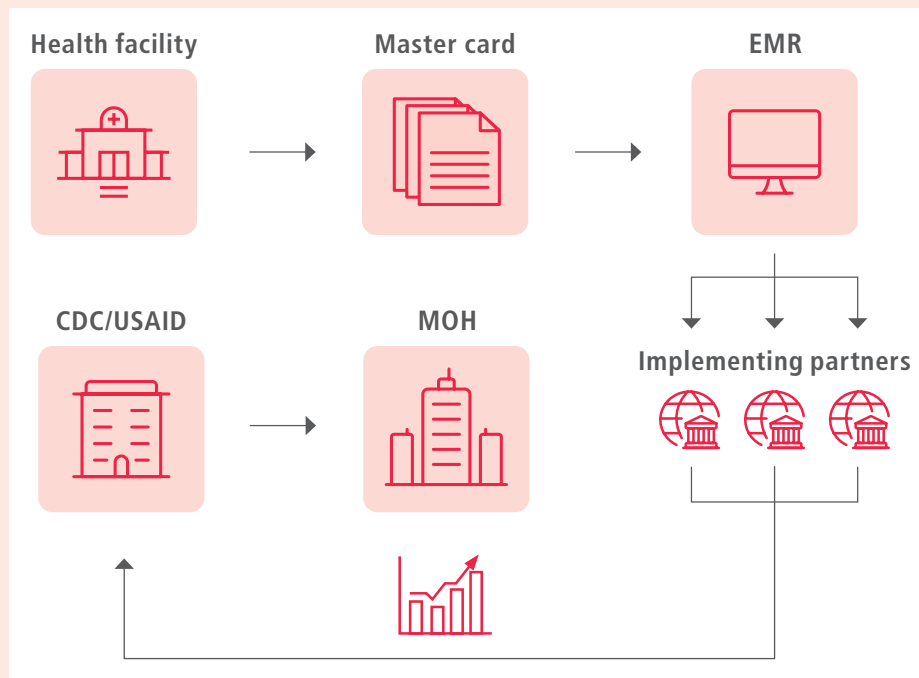 Health facility
Master card
EMR
CDC/USAID
MOH
Implementing partners